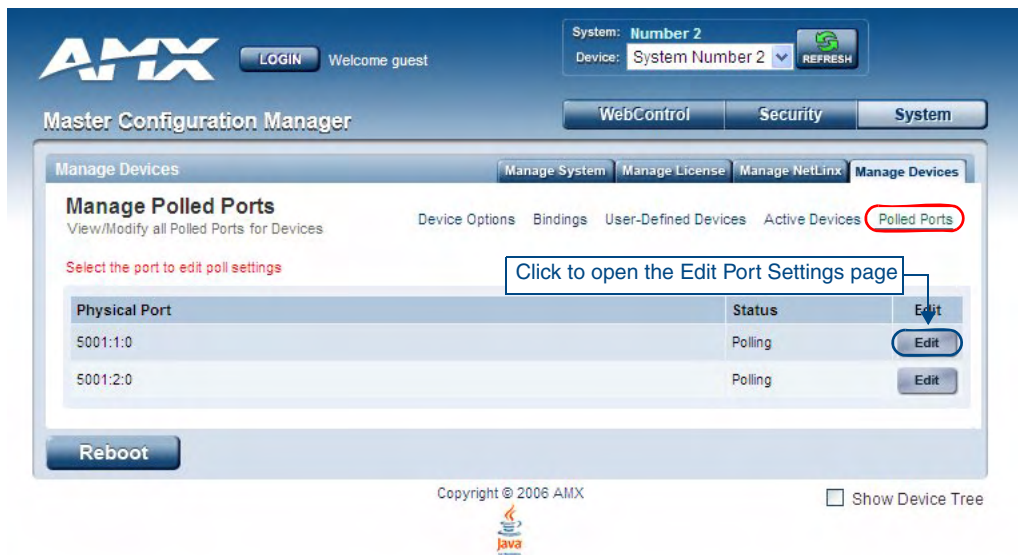 AMX
LOGIN Welcome guest
System: Number 2
Device: System Number 2
REFRESH
Master Configuration Manager
WebControl Security System
Manage Devices
Manage System Manage License Manage NetLinx Manage Devices
Manage Polled Ports
View/Modify all Polled Ports for Devices
Device Options Bindings User-Defined Devices Active Devices Polled Ports
Select the port to edit poll settings
Click to open the Edit Port Settings page
Physical Port Status Edit
5001:1:0 Polling Edit
5001:2:0 Polling Edit
Reboot
Copyright © 2006 AMX
Show Device Tree
Java